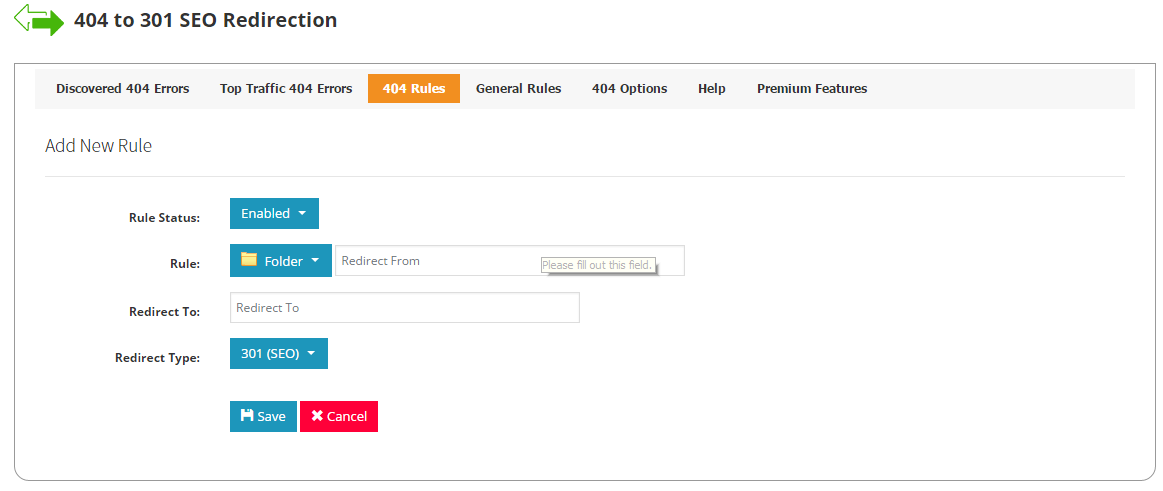 404 to 301 SEO Redirection
Discovered 404 Errors Top Traffic 404 Errors 404 Rules General Rules 404 Options Help Premium Features
Add New Rule
Rule Status: Enabled
Rule: Folder Redirect From Please fill out this field.
Redirect To: Redirect To
Redirect Type: 301 (SEO)
Save Cancel